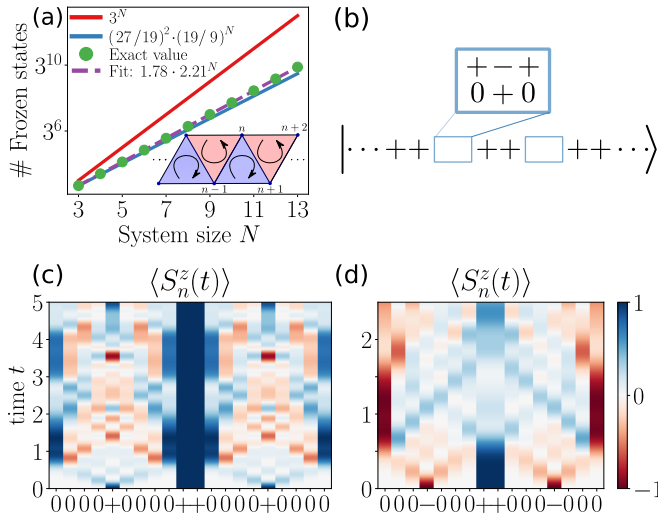 (a)
3^N
(27/19)^2·(19/9)^N
Exact value
Fit: 1.78 · 2.21^N
3^10
3^6
# Frozen states
n
n+2
n−1
n+1
3 5 7 9 11 13
System size N
(b)
+−+
0+0
|··· ++ ++ ++ ···⟩
(c)
⟨S_n^z(t)⟩
5
4
3
2
1
0
time t
0000+0000++0000+0000
(d)
⟨S_n^z(t)⟩
2
1
0
000−000++000−000
1
0
−1